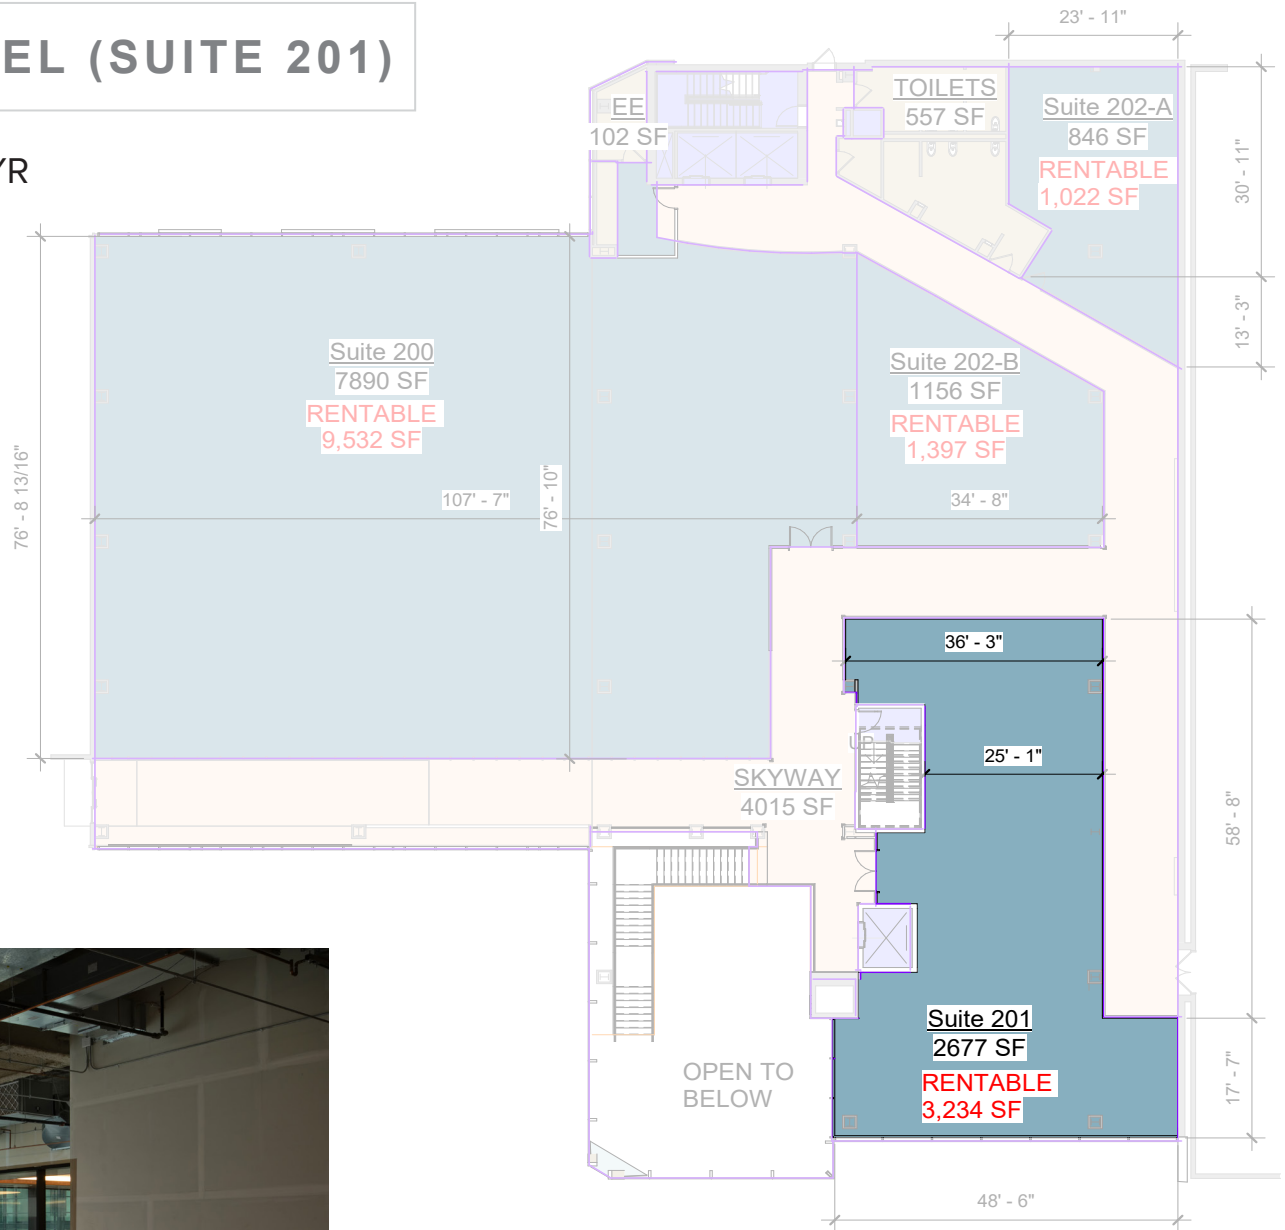 EL (SUITE 201)
YR
23' - 11"
EE
102 SF
TOILETS
557 SF
Suite 202-A
846 SF
RENTABLE
1,022 SF
30' - 11"
13' - 3"
Suite 200
7890 SF
RENTABLE
9,532 SF
Suite 202-B
1156 SF
RENTABLE
1,397 SF
76' - 8 13/16"
107' - 7"
76' - 10"
34' - 8"
36' - 3"
UP
25' - 1"
SKYWAY
4015 SF
58' - 8"
Suite 201
2677 SF
RENTABLE
3,234 SF
OPEN TO
BELOW
17' - 7"
48' - 6"